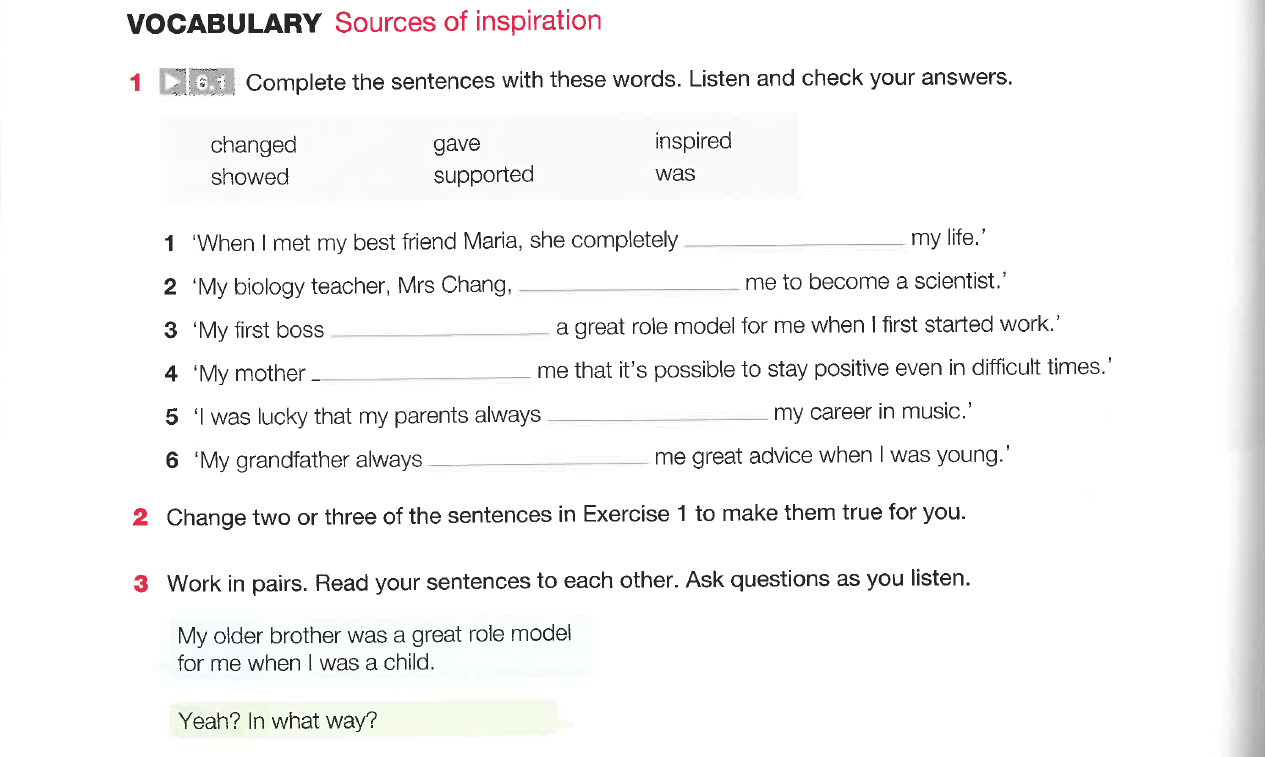 VOCABULARY Sources of inspiration
1 6.1 Complete the sentences with these words. Listen and check your answers.
changed gave inspired
showed supported was
1 ‘When I met my best friend Maria, she completely ____________ my life.’
2 ‘My biology teacher, Mrs Chang, ____________ me to become a scientist.’
3 ‘My first boss ____________ a great role model for me when I first started work.’
4 ‘My mother ____________ me that it’s possible to stay positive even in difficult times.’
5 ‘I was lucky that my parents always ____________ my career in music.’
6 ‘My grandfather always ____________ me great advice when I was young.’
2 Change two or three of the sentences in Exercise 1 to make them true for you.
3 Work in pairs. Read your sentences to each other. Ask questions as you listen.
My older brother was a great role model
for me when I was a child.
Yeah? In what way?